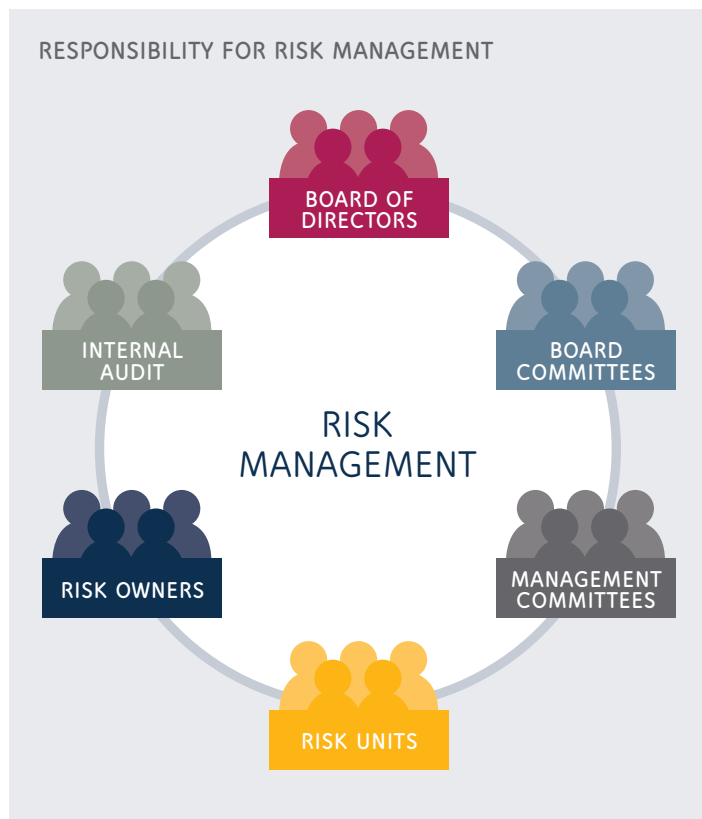 RESPONSIBILITY FOR RISK MANAGEMENT
BOARD OF
DIRECTORS
INTERNAL
AUDIT
BOARD
COMMITTEES
RISK
MANAGEMENT
RISK OWNERS
MANAGEMENT
COMMITTEES
RISK UNITS